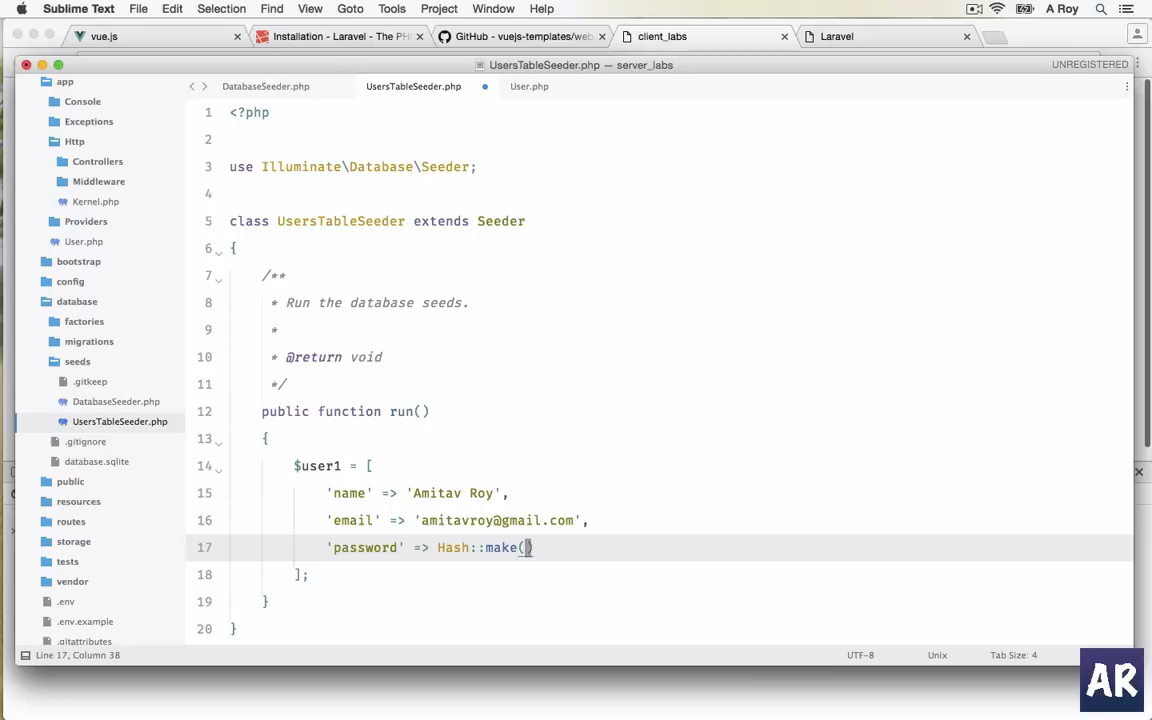 Sublime Text File Edit Selection Find View Goto Tools Project Window Help A Roy
vue.js Installation - Laravel - The PH GitHub - vuejs-templates/web client_labs Laravel
UsersTableSeeder.php — server_labs UNREGISTERED
DatabaseSeeder.php UsersTableSeeder.php User.php
app
Console
Exceptions
Http
Controllers
Middleware
Kernel.php
Providers
User.php
bootstrap
config
database
factories
migrations
seeds
.gitkeep
DatabaseSeeder.php
UsersTableSeeder.php
.gitignore
database.sqlite
public
resources
routes
storage
tests
vendor
.env
.env.example
.gitattributes
1 <?php
2
3 use Illuminate\Database\Seeder;
4
5 class UsersTableSeeder extends Seeder
6 {
7 /**
8 * Run the database seeds.
9 *
10 * @return void
11 */
12 public function run()
13 {
14 $user1 = [
15 'name' => 'Amitav Roy',
16 'email' => 'amitavroy@gmail.com',
17 'password' => Hash::make()
18 ];
19 }
20 }
Line 17, Column 38 UTF-8 Unix Tab Size: 4
AR